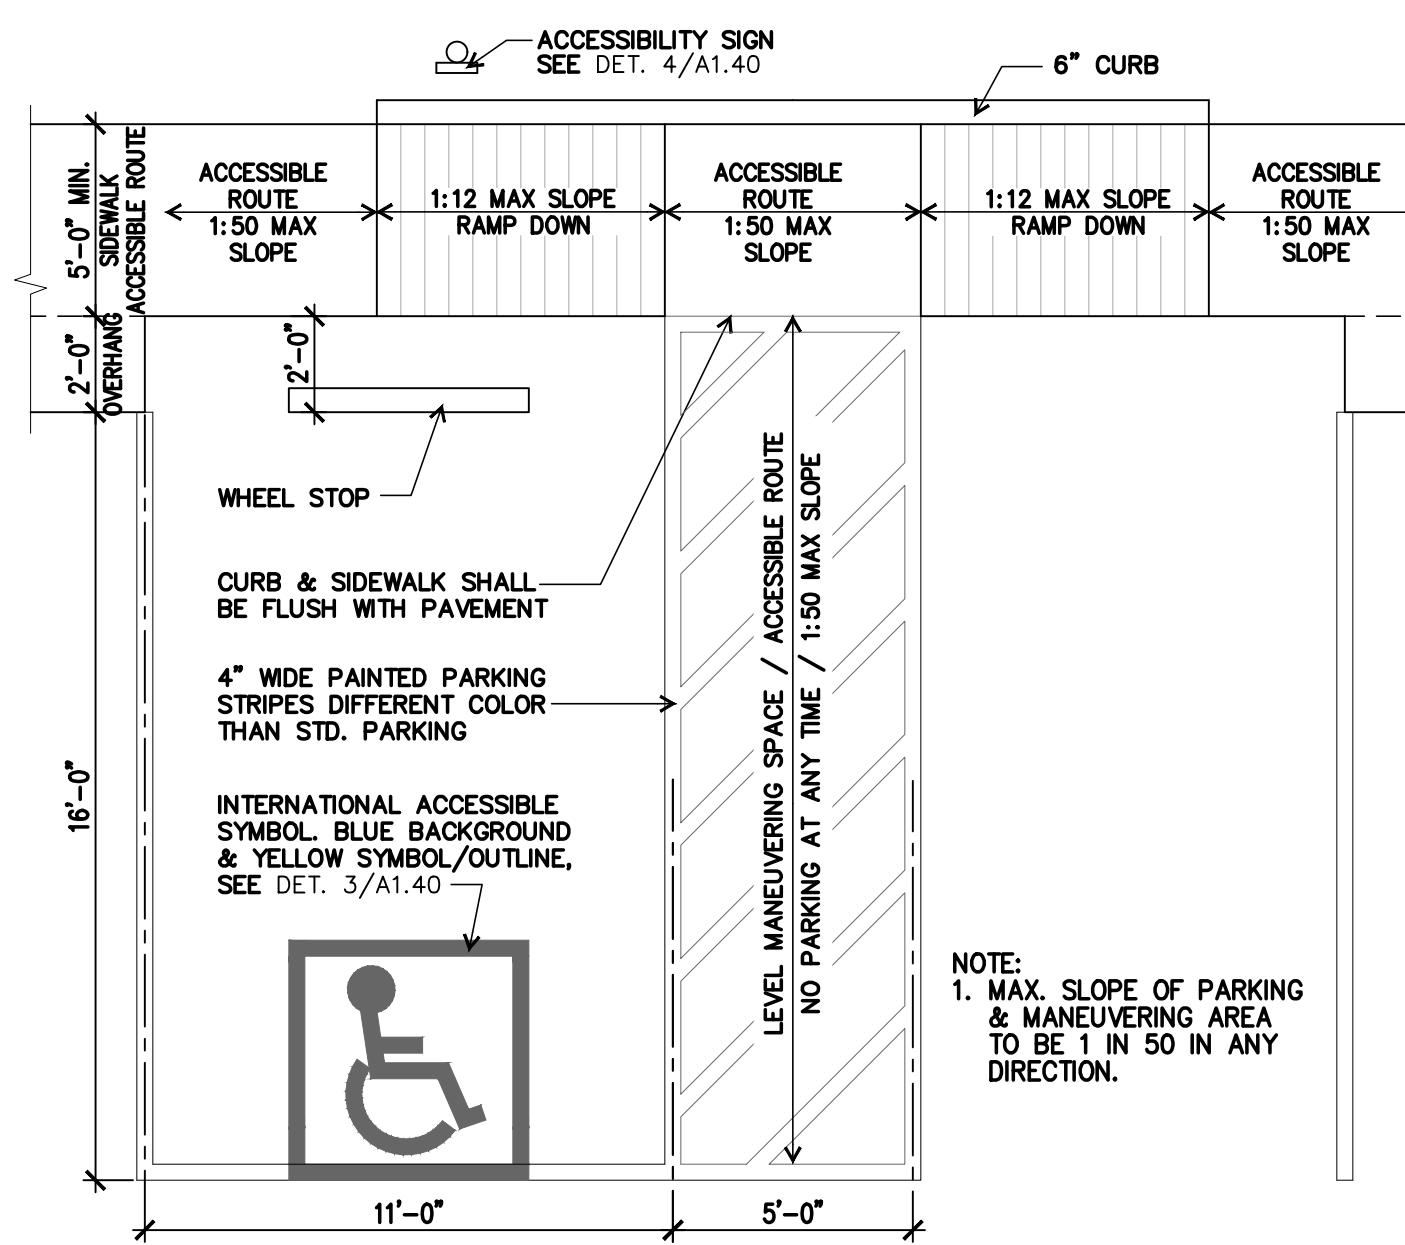 ACCESSIBILITY SIGN
SEE DET. 4/A1.40
6" CURB
5'-0" MIN.
SIDEWALK
ACCESSIBLE ROUTE
ACCESSIBLE
ROUTE
1:50 MAX
SLOPE
1:12 MAX SLOPE
RAMP DOWN
ACCESSIBLE
ROUTE
1:50 MAX
SLOPE
1:12 MAX SLOPE
RAMP DOWN
ACCESSIBLE
ROUTE
1:50 MAX
SLOPE
2'-0"
OVERHANG
2'-0"
WHEEL STOP
CURB & SIDEWALK SHALL
BE FLUSH WITH PAVEMENT
4" WIDE PAINTED PARKING
STRIPES DIFFERENT COLOR
THAN STD. PARKING
16'-0"
INTERNATIONAL ACCESSIBLE
SYMBOL. BLUE BACKGROUND
& YELLOW SYMBOL/OUTLINE,
SEE DET. 3/A1.40
LEVEL MANEUVERING SPACE / ACCESSIBLE ROUTE
NO PARKING AT ANY TIME / 1:50 MAX SLOPE
NOTE:
1. MAX. SLOPE OF PARKING
& MANEUVERING AREA
TO BE 1 IN 50 IN ANY
DIRECTION.
11'-0"
5'-0"